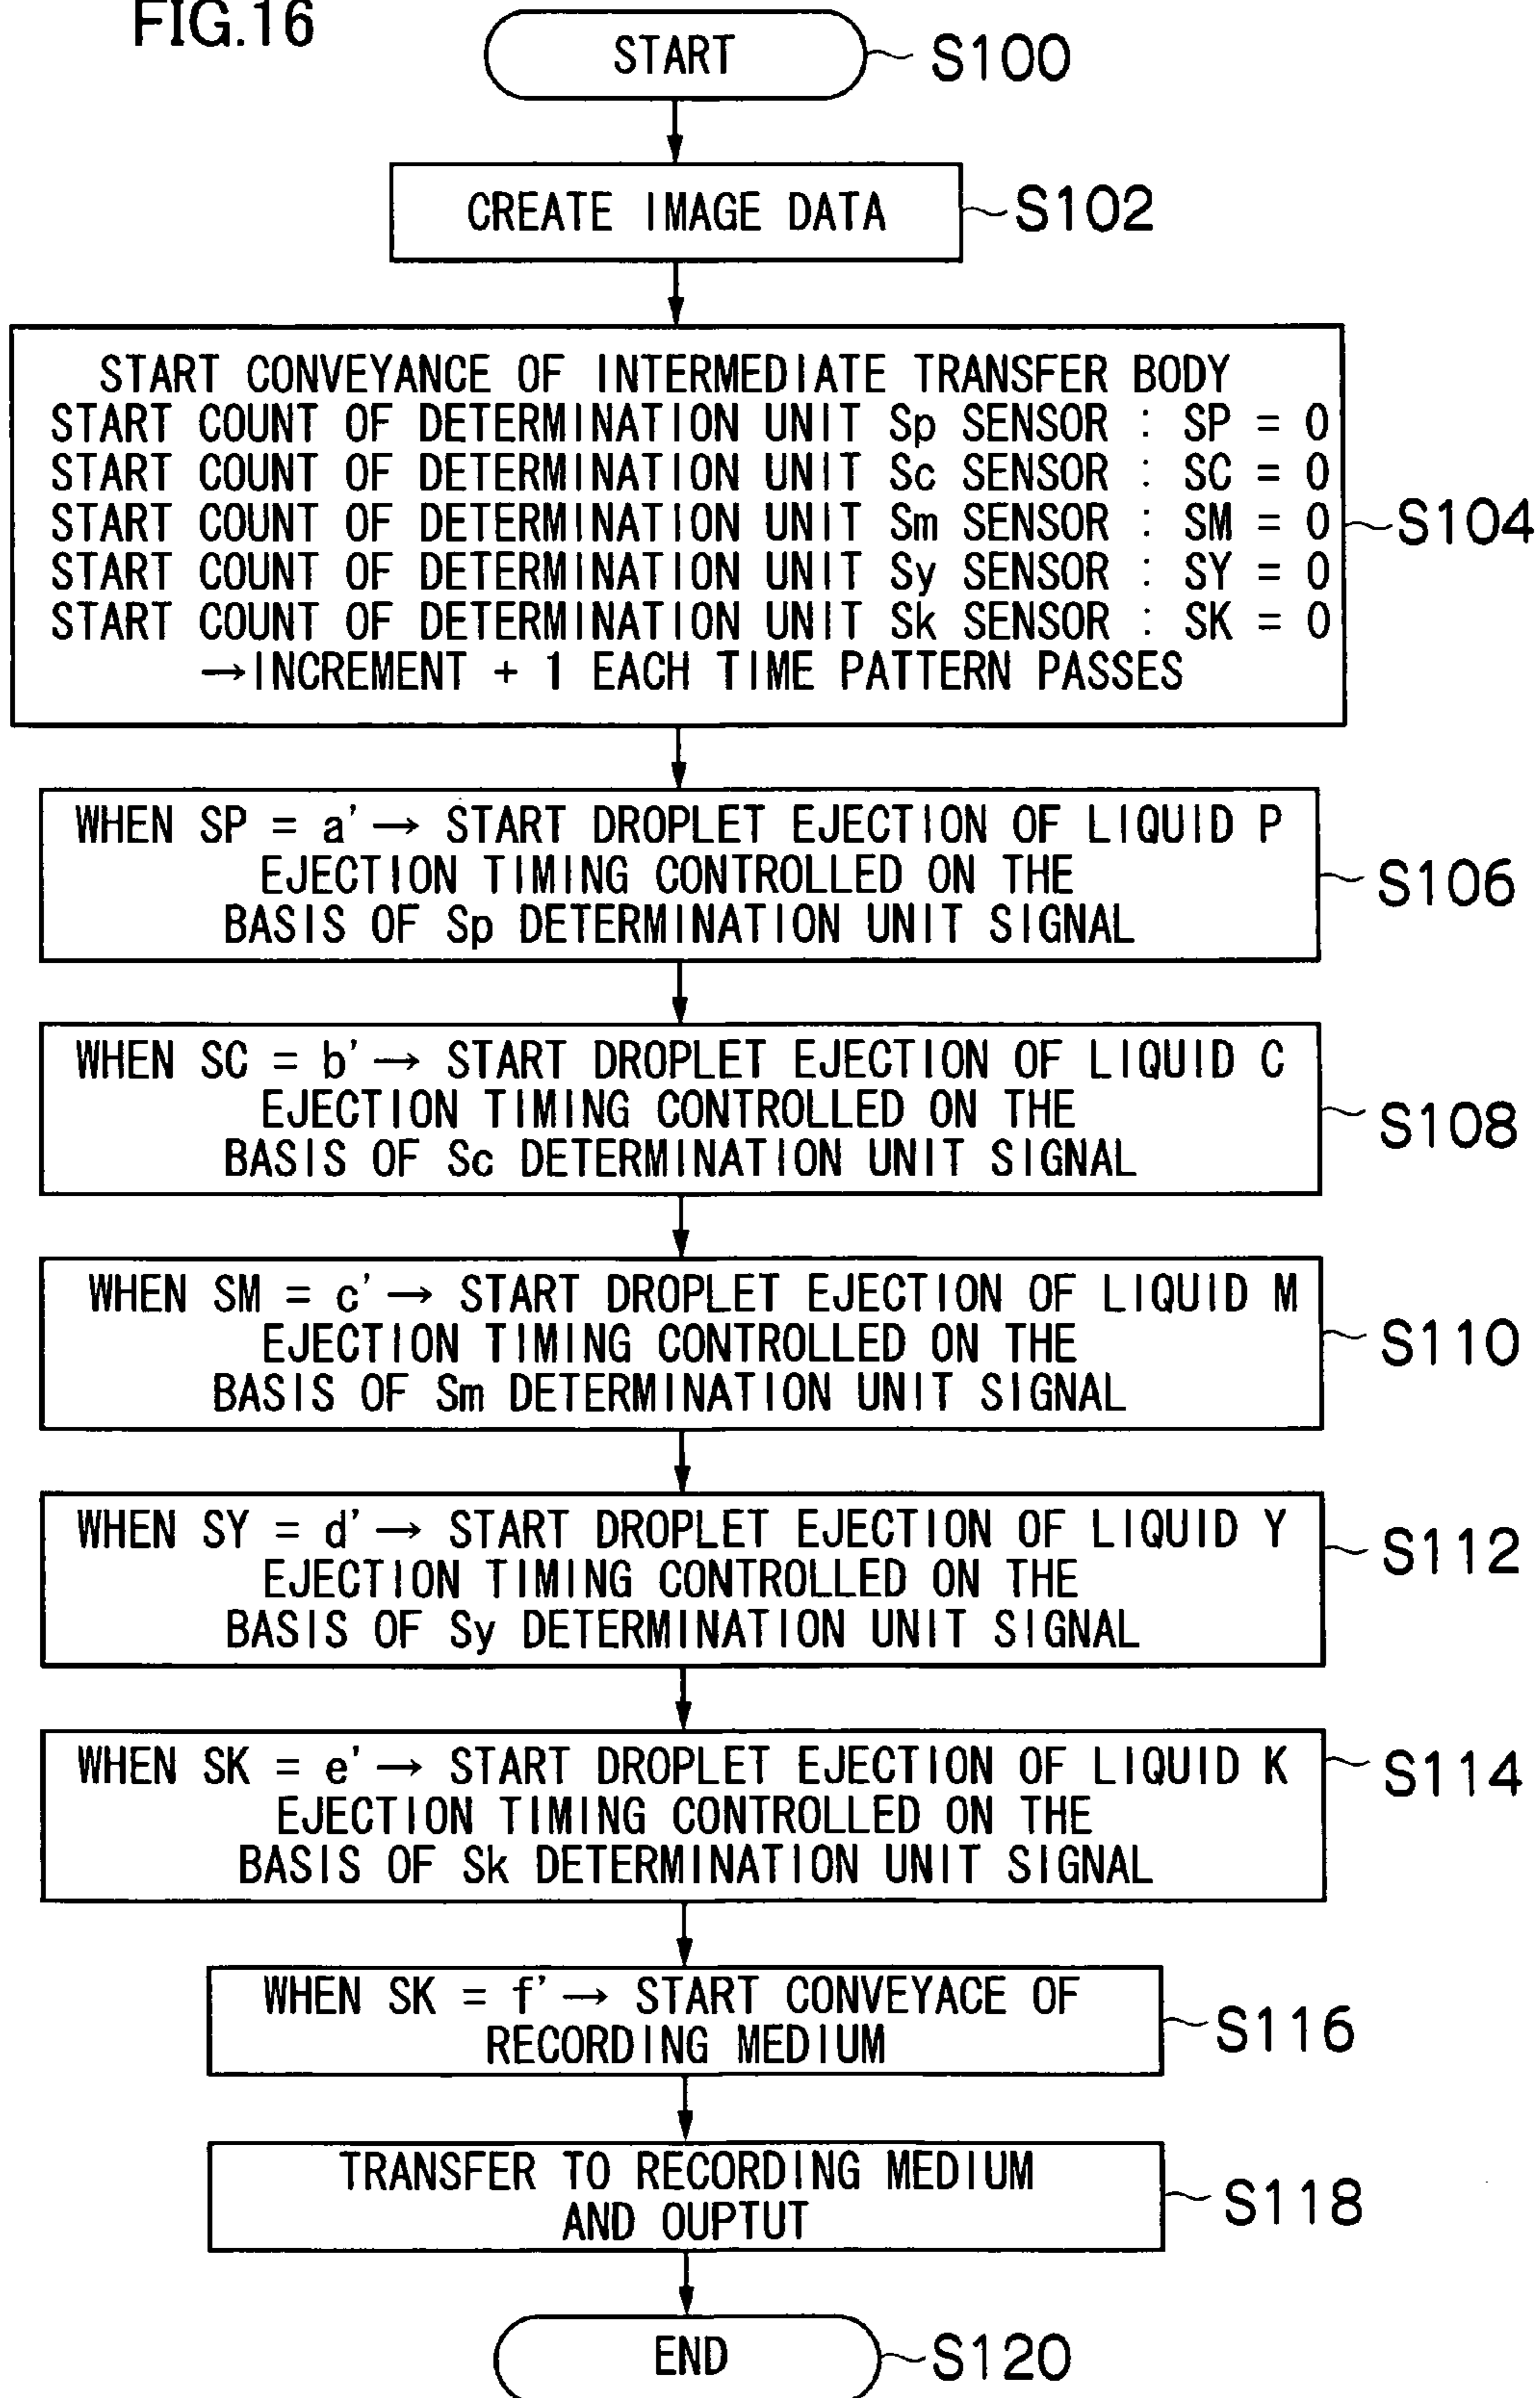 FIG.16
START
S100
CREATE IMAGE DATA
S102
START CONVEYANCE OF INTERMEDIATE TRANSFER BODY
START COUNT OF DETERMINATION UNIT Sp SENSOR : SP = 0
START COUNT OF DETERMINATION UNIT Sc SENSOR : SC = 0
START COUNT OF DETERMINATION UNIT Sm SENSOR : SM = 0
START COUNT OF DETERMINATION UNIT Sy SENSOR : SY = 0
START COUNT OF DETERMINATION UNIT Sk SENSOR : SK = 0
→INCREMENT + 1 EACH TIME PATTERN PASSES
S104
WHEN SP = a' → START DROPLET EJECTION OF LIQUID P
EJECTION TIMING CONTROLLED ON THE
BASIS OF Sp DETERMINATION UNIT SIGNAL
S106
WHEN SC = b' → START DROPLET EJECTION OF LIQUID C
EJECTION TIMING CONTROLLED ON THE
BASIS OF Sc DETERMINATION UNIT SIGNAL
S108
WHEN SM = c' → START DROPLET EJECTION OF LIQUID M
EJECTION TIMING CONTROLLED ON THE
BASIS OF Sm DETERMINATION UNIT SIGNAL
S110
WHEN SY = d' → START DROPLET EJECTION OF LIQUID Y
EJECTION TIMING CONTROLLED ON THE
BASIS OF Sy DETERMINATION UNIT SIGNAL
S112
WHEN SK = e' → START DROPLET EJECTION OF LIQUID K
EJECTION TIMING CONTROLLED ON THE
BASIS OF Sk DETERMINATION UNIT SIGNAL
S114
WHEN SK = f' → START CONVEYACE OF
RECORDING MEDIUM
S116
TRANSFER TO RECORDING MEDIUM
AND OUPTUT
S118
END
S120